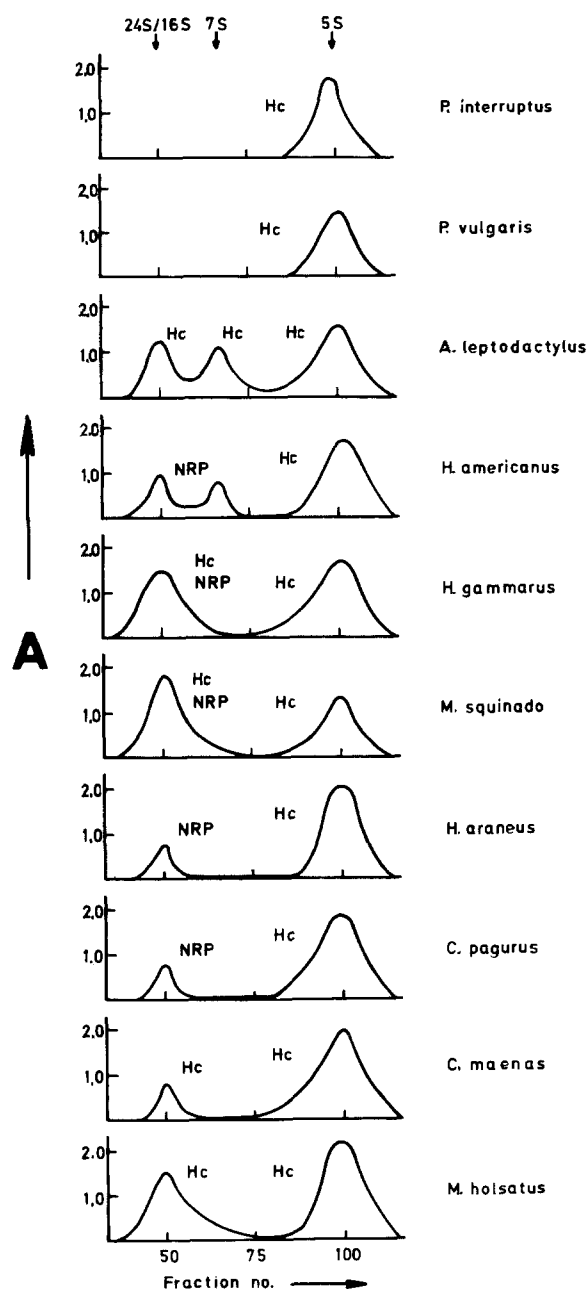 24S/16S 7S 5S
2.0
1,0
Hc
P. interruptus
2.0
1,0
Hc
P. vulgaris
2.0
1.0
Hc Hc Hc
A. leptodactylus
2.0
1.0
NRP Hc
H. americanus
2.0
1,0
Hc
NRP
Hc
H. gammarus
A
2.0
1,0
Hc
NRP
Hc
M. squinado
2.0
1.0
NRP Hc
H. araneus
2.0
1.0
NRP Hc
C. pagurus
2.0
1.0
Hc Hc
C. maenas
2.0
1.0
Hc Hc
M. holsatus
50 75 100
Fraction no.